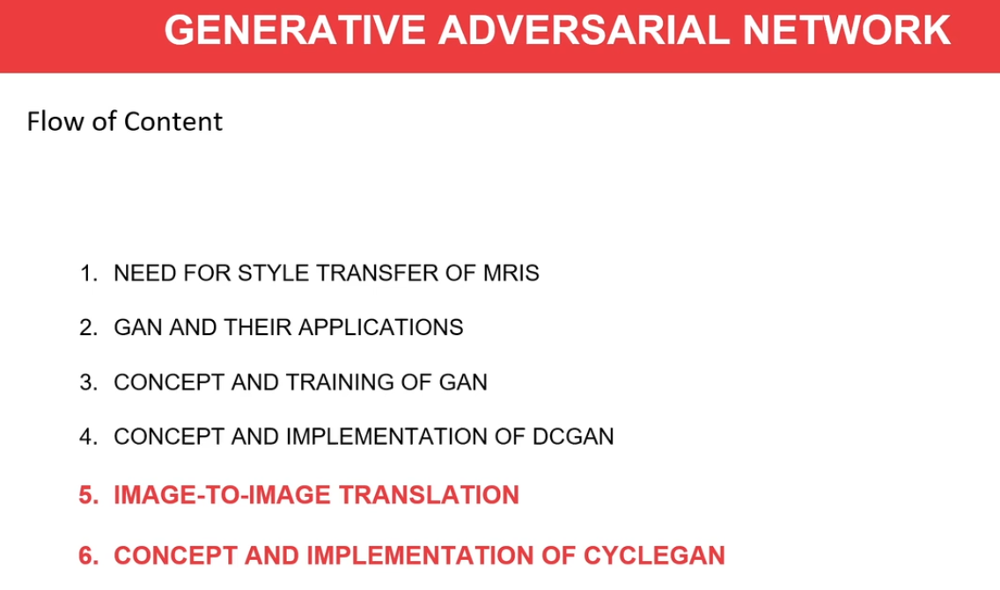 GENERATIVE ADVERSARIAL NETWORK
Flow of Content
1. NEED FOR STYLE TRANSFER OF MRIS
2. GAN AND THEIR APPLICATIONS
3. CONCEPT AND TRAINING OF GAN
4. CONCEPT AND IMPLEMENTATION OF DCGAN
5. IMAGE-TO-IMAGE TRANSLATION
6. CONCEPT AND IMPLEMENTATION OF CYCLEGAN